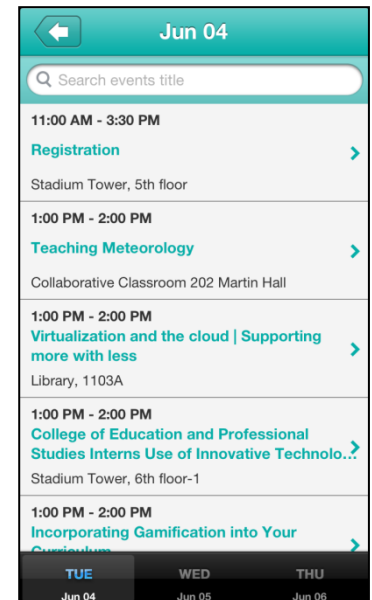 Jun 04
Search events title
11:00 AM - 3:30 PM
Registration
Stadium Tower, 5th floor
1:00 PM - 2:00 PM
Teaching Meteorology
Collaborative Classroom 202 Martin Hall
1:00 PM - 2:00 PM
Virtualization and the cloud | Supporting
more with less
Library, 1103A
1:00 PM - 2:00 PM
College of Education and Professional
Studies Interns Use of Innovative Technolo...
Stadium Tower, 6th floor-1
1:00 PM - 2:00 PM
Incorporating Gamification into Your
Curriculum
TUE WED THU
Jun 04 Jun 05 Jun 06